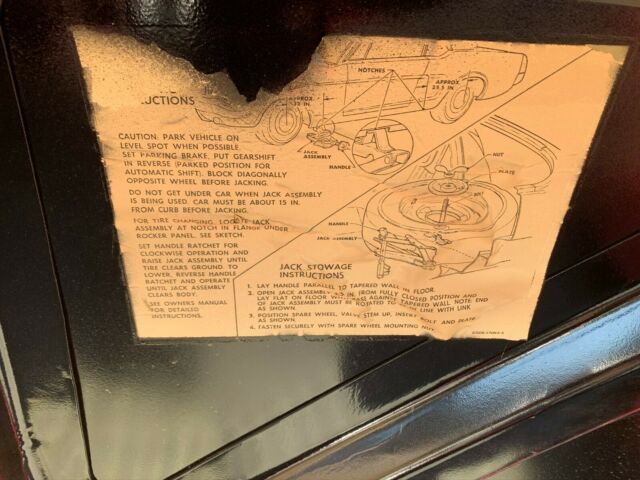 UCTIONS
NOTCHES
APPROX.
APPROX.
JACK
ASSEMBLY
HANDLE
CAUTION: PARK VEHICLE ON
LEVEL SPOT WHEN POSSIBLE.
SET PARKING BRAKE, PUT GEARSHIFT
IN REVERSE (PARKED POSITION FOR
AUTOMATIC SHIFT). BLOCK DIAGONALLY
OPPOSITE WHEEL BEFORE JACKING.
DO NOT GET UNDER CAR WHEN JACK ASSEMBLY
IS BEING USED. CAR MUST BE ABOUT 15 IN.
FROM CURB BEFORE JACKING.
FOR TIRE CHANGING, LOCATE JACK
ASSEMBLY AT NOTCH IN FLANGE UNDER
ROCKER PANEL. SEE SKETCH.
SET HANDLE RATCHET FOR
CLOCKWISE OPERATION AND
RAISE JACK ASSEMBLY UNTIL
TIRE CLEARS GROUND TO
LOWER, REVERSE HANDLE
RATCHET AND OPERATE
UNTIL JACK ASSEMBLY
CLEARS BODY.
SEE OWNERS MANUAL
FOR DETAILED
INSTRUCTIONS.
NUT
PLATE
HANDLE
JACK ASSEMBLY
JACK STOWAGE
INSTRUCTIONS
1. LAY HANDLE PARALLEL TO TAPERED WALL IN FLOOR.
2. OPEN JACK ASSEMBLY IN. (FROM FULLY CLOSED POSITION AND
LAY FLAT ON FLOOR WITH BASE AGAINST TAPERED WALL NOTE: END
OF JACK ASSEMBLY MUST BE ROTATED TO LINE WITH LINK
AS SHOWN.
3. POSITION SPARE WHEEL, VALVE STEM UP, INSERT BOLT AND PLATE
AS SHOWN.
4. FASTEN SECURELY WITH SPARE WHEEL MOUNTING NUT